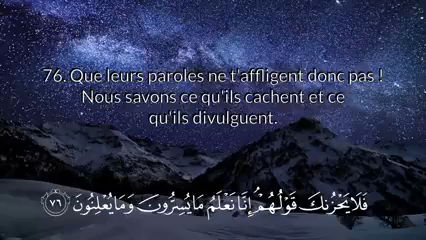 76. Que leurs paroles ne t'affligent donc pas !
Nous savons ce qu'ils cachent et ce
qu'ils divulguent.
فَلَا يَحْزُنكَ قَوْلُهُمْ ۘ إِنَّا نَعْلَمُ مَا يُسِرُّونَ وَمَا يُعْلِنُونَ ٧٦